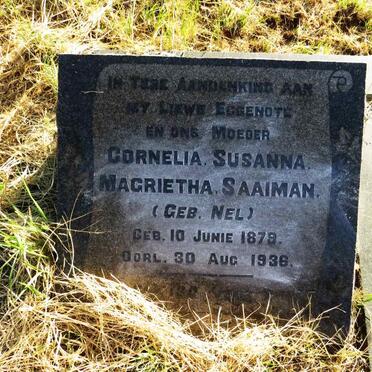 IN TERE AANDENKING AAN
MY LIEWE EGGENOTE
EN ONS MOEDER
CORNELIA. SUSANNA.
MAGRIETHA. SAAIMAN.
(GEB. NEL)
GEB. 10 JUNIE 1879.
OORL. 30 AUG 1936.